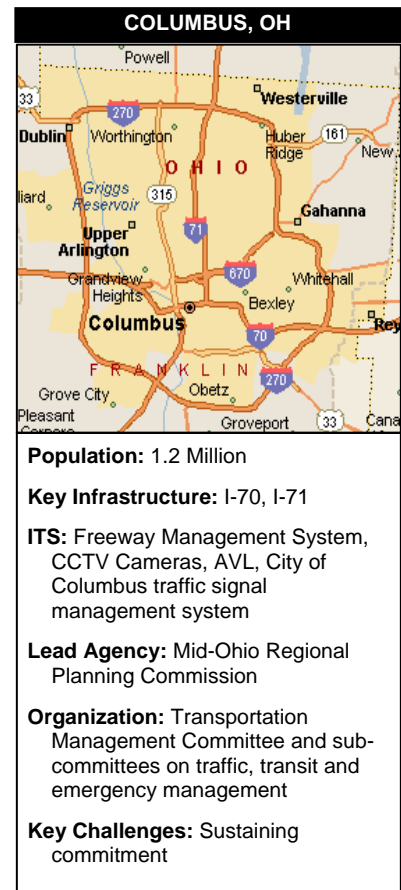 COLUMBUS, OH
Powell
33
Westerville
270
Dublin
Worthington
Huber
Ridge
161
New
OHIO
liard
Griggs
Reservoir
315
Gahanna
Upper
Arlington
71
670
Grandview
Heights
Whitehall
Bexley
Columbus
70
Rey
FRANKLIN
270
Grove City
Obetz
Pleasant
Groveport
33
Cana
Population: 1.2 Million
Key Infrastructure: I-70, I-71
ITS: Freeway Management System,
CCTV Cameras, AVL, City of
Columbus traffic signal
management system
Lead Agency: Mid-Ohio Regional
Planning Commission
Organization: Transportation
Management Committee and sub-
committees on traffic, transit and
emergency management
Key Challenges: Sustaining
commitment